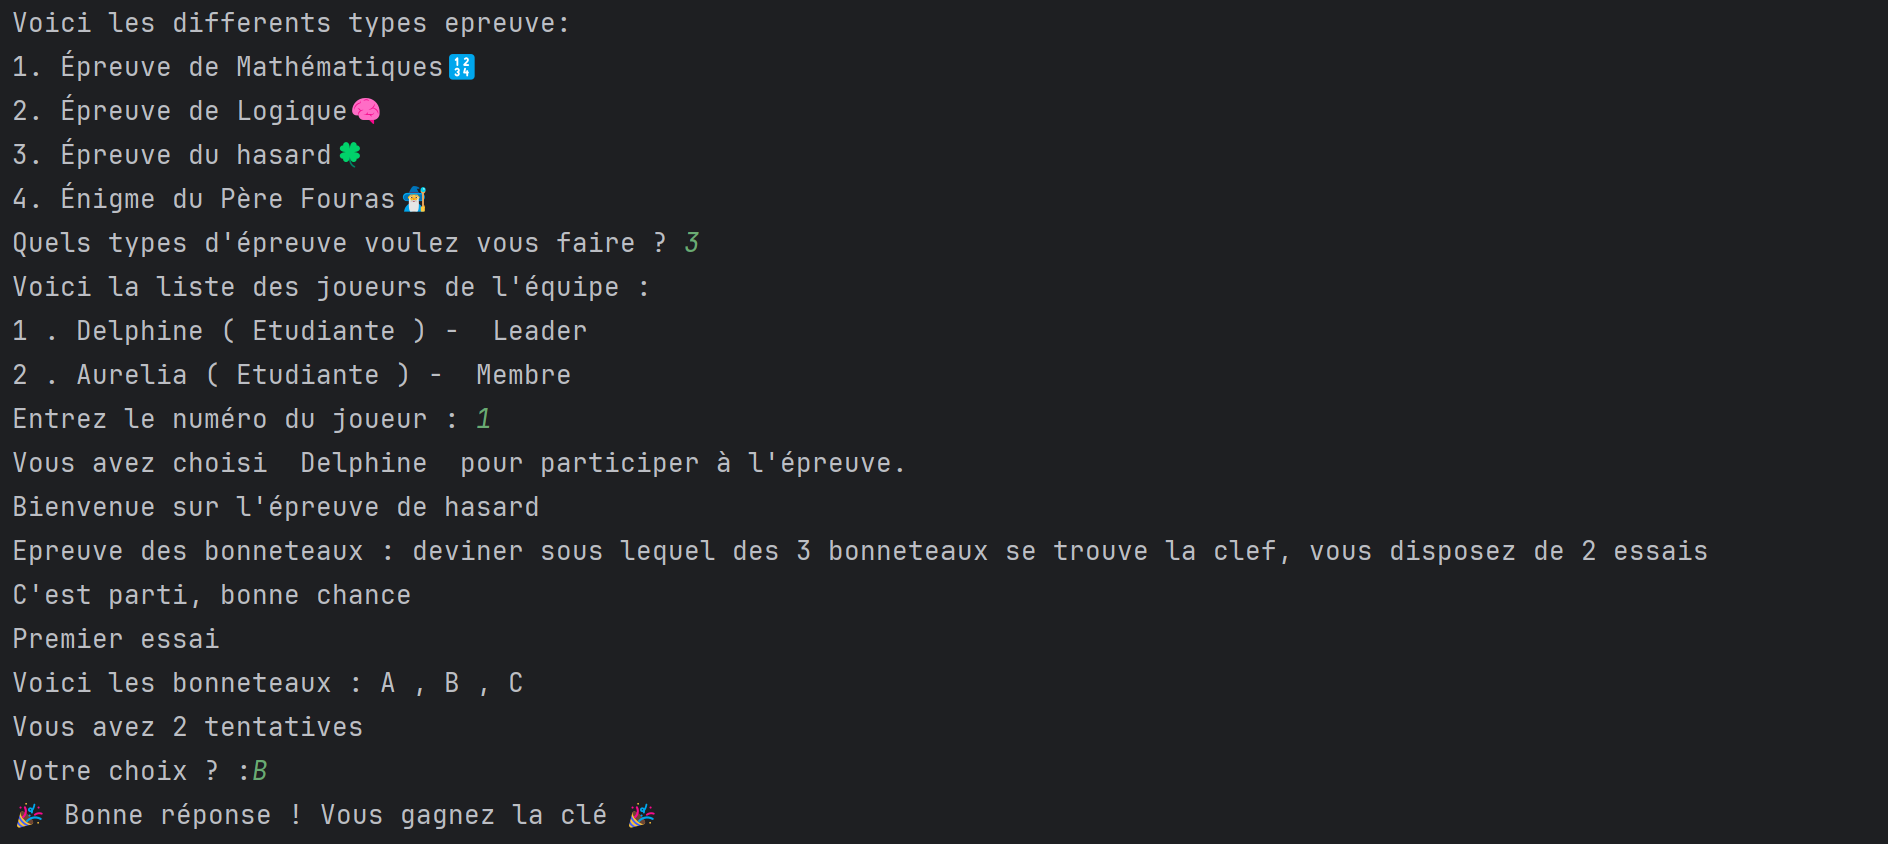 Voici les differents types epreuve:
1. Épreuve de Mathématiques🔢
2. Épreuve de Logique🧠
3. Épreuve du hasard🍀
4. Énigme du Père Fouras🧙‍♂️
Quels types d'épreuve voulez vous faire ? 3
Voici la liste des joueurs de l'équipe :
1 . Delphine ( Etudiante ) -  Leader
2 . Aurelia ( Etudiante ) -  Membre
Entrez le numéro du joueur : 1
Vous avez choisi  Delphine  pour participer à l'épreuve.
Bienvenue sur l'épreuve de hasard
Epreuve des bonneteaux : deviner sous lequel des 3 bonneteaux se trouve la clef, vous disposez de 2 essais
C'est parti, bonne chance
Premier essai
Voici les bonneteaux : A , B , C
Vous avez 2 tentatives
Votre choix ? :B
🎉 Bonne réponse ! Vous gagnez la clé 🎉